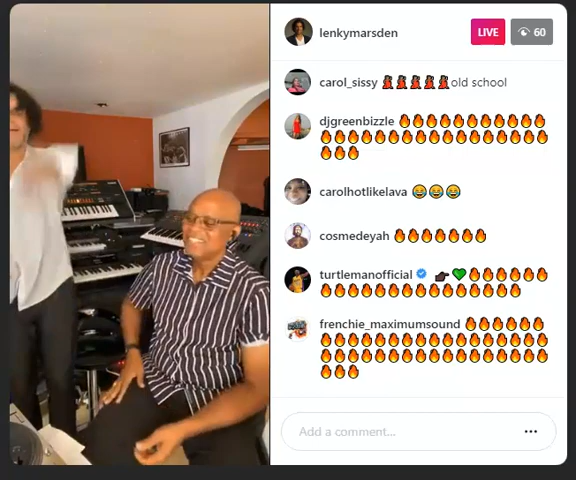 lenkymarsden LIVE 60
carol_sissy 💃🏿💃🏿💃🏿💃🏿💃🏿old school
djgreenbizzle 🔥🔥🔥🔥🔥🔥🔥🔥🔥🔥🔥
🔥🔥🔥🔥🔥🔥🔥🔥🔥🔥🔥🔥🔥🔥🔥🔥🔥
🔥🔥🔥
carolhotlikelava 😂😂😂
cosmedeyah 🔥🔥🔥🔥🔥🔥🔥
turtlemanofficial 👉🏿💚🔥🔥🔥🔥🔥🔥
🔥🔥🔥🔥🔥🔥🔥🔥🔥🔥🔥🔥🔥🔥🔥
frenchie_maximumsound 🔥🔥🔥🔥🔥🔥
🔥🔥🔥🔥🔥🔥🔥🔥🔥🔥🔥🔥🔥🔥🔥🔥🔥
🔥🔥🔥🔥🔥🔥🔥🔥🔥🔥🔥🔥🔥🔥🔥🔥🔥
🔥🔥🔥
Add a comment...